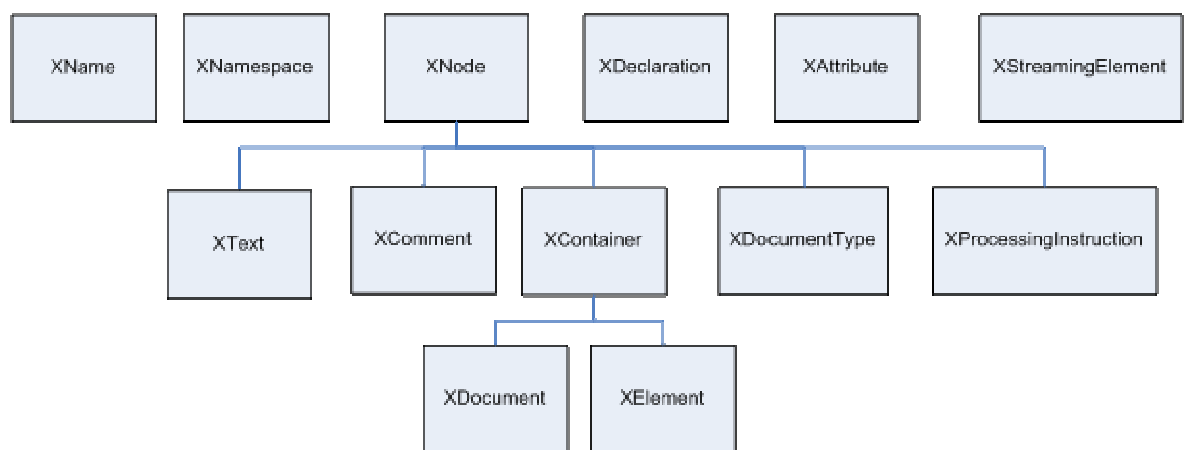 XName
XNamespace
XNode
XDeclaration
XAttribute
XStreamingElement
XText
XComment
XContainer
XDocumentType
XProcessingInstruction
XDocument
XElement